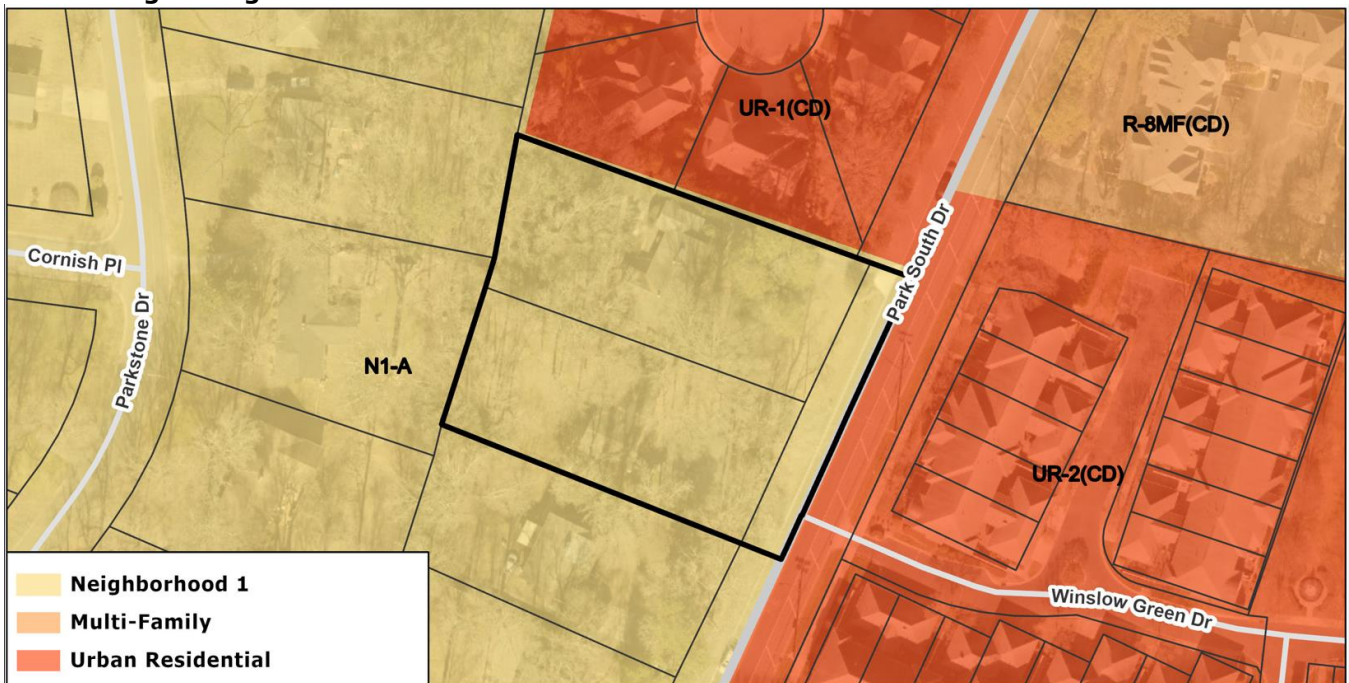 UR-1(CD)
R-8MF(CD)
Park South Dr
Cornish Pl
Parkstone Dr
N1-A
UR-2(CD)
Winslow Green Dr
Neighborhood 1
Multi-Family
Urban Residential